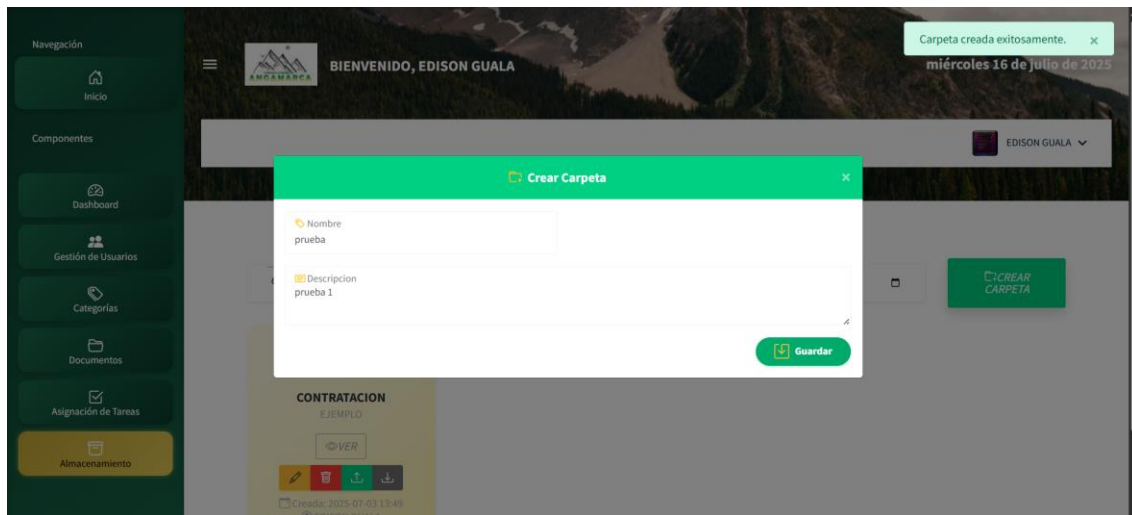 Navegación
Inicio
Componentes
Dashboard
Gestión de Usuarios
Categorías
Documentos
Asignación de Tareas
Almacenamiento
ANGAMARCA
BIENVENIDO, EDISON GUALA
Carpeta creada exitosamente. ×
miércoles 16 de julio de 2025
EDISON GUALA
Crear Carpeta ×
Nombre
prueba
Descripcion
prueba 1
Guardar
CREAR
CARPETA
CONTRATACION
EJEMPLO
VER
Creada: 2025-07-03 13:49